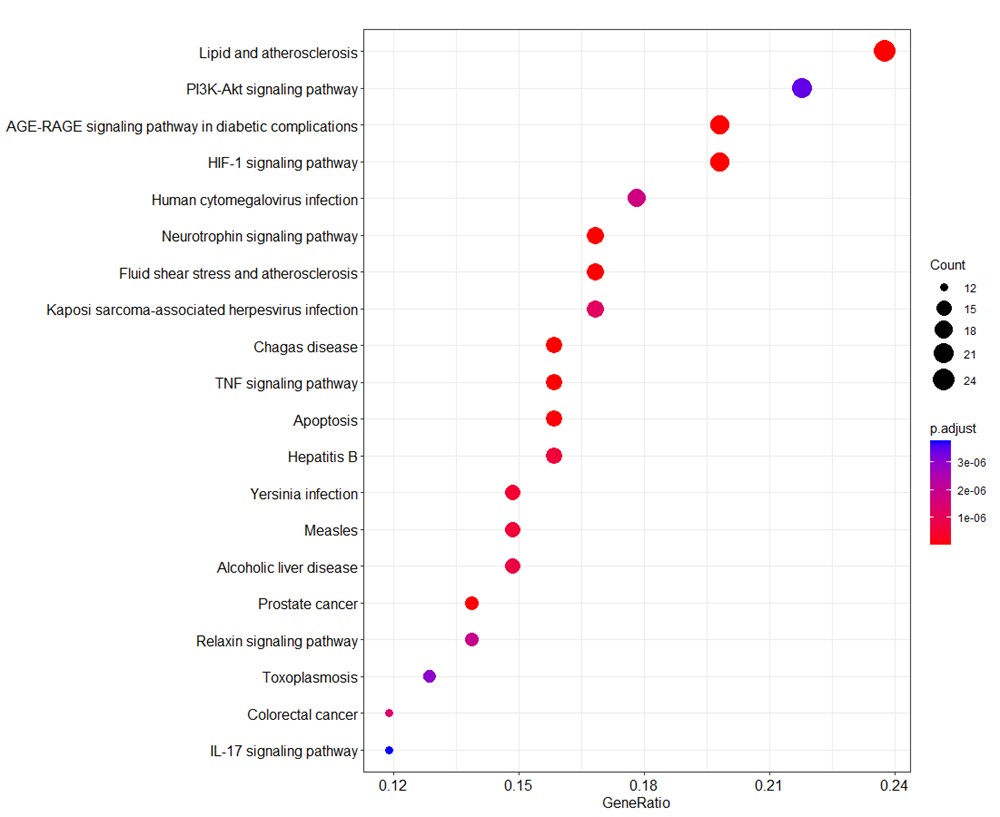 Lipid and atherosclerosis
PI3K-Akt signaling pathway
AGE-RAGE signaling pathway in diabetic complications
HIF-1 signaling pathway
Human cytomegalovirus infection
Neurotrophin signaling pathway
Fluid shear stress and atherosclerosis
Kaposi sarcoma-associated herpesvirus infection
Chagas disease
TNF signaling pathway
Apoptosis
Hepatitis B
Yersinia infection
Measles
Alcoholic liver disease
Prostate cancer
Relaxin signaling pathway
Toxoplasmosis
Colorectal cancer
IL-17 signaling pathway
0.12 0.15 0.18 0.21 0.24
GeneRatio
Count
12
15
18
21
24
p.adjust
3e-06
2e-06
1e-06